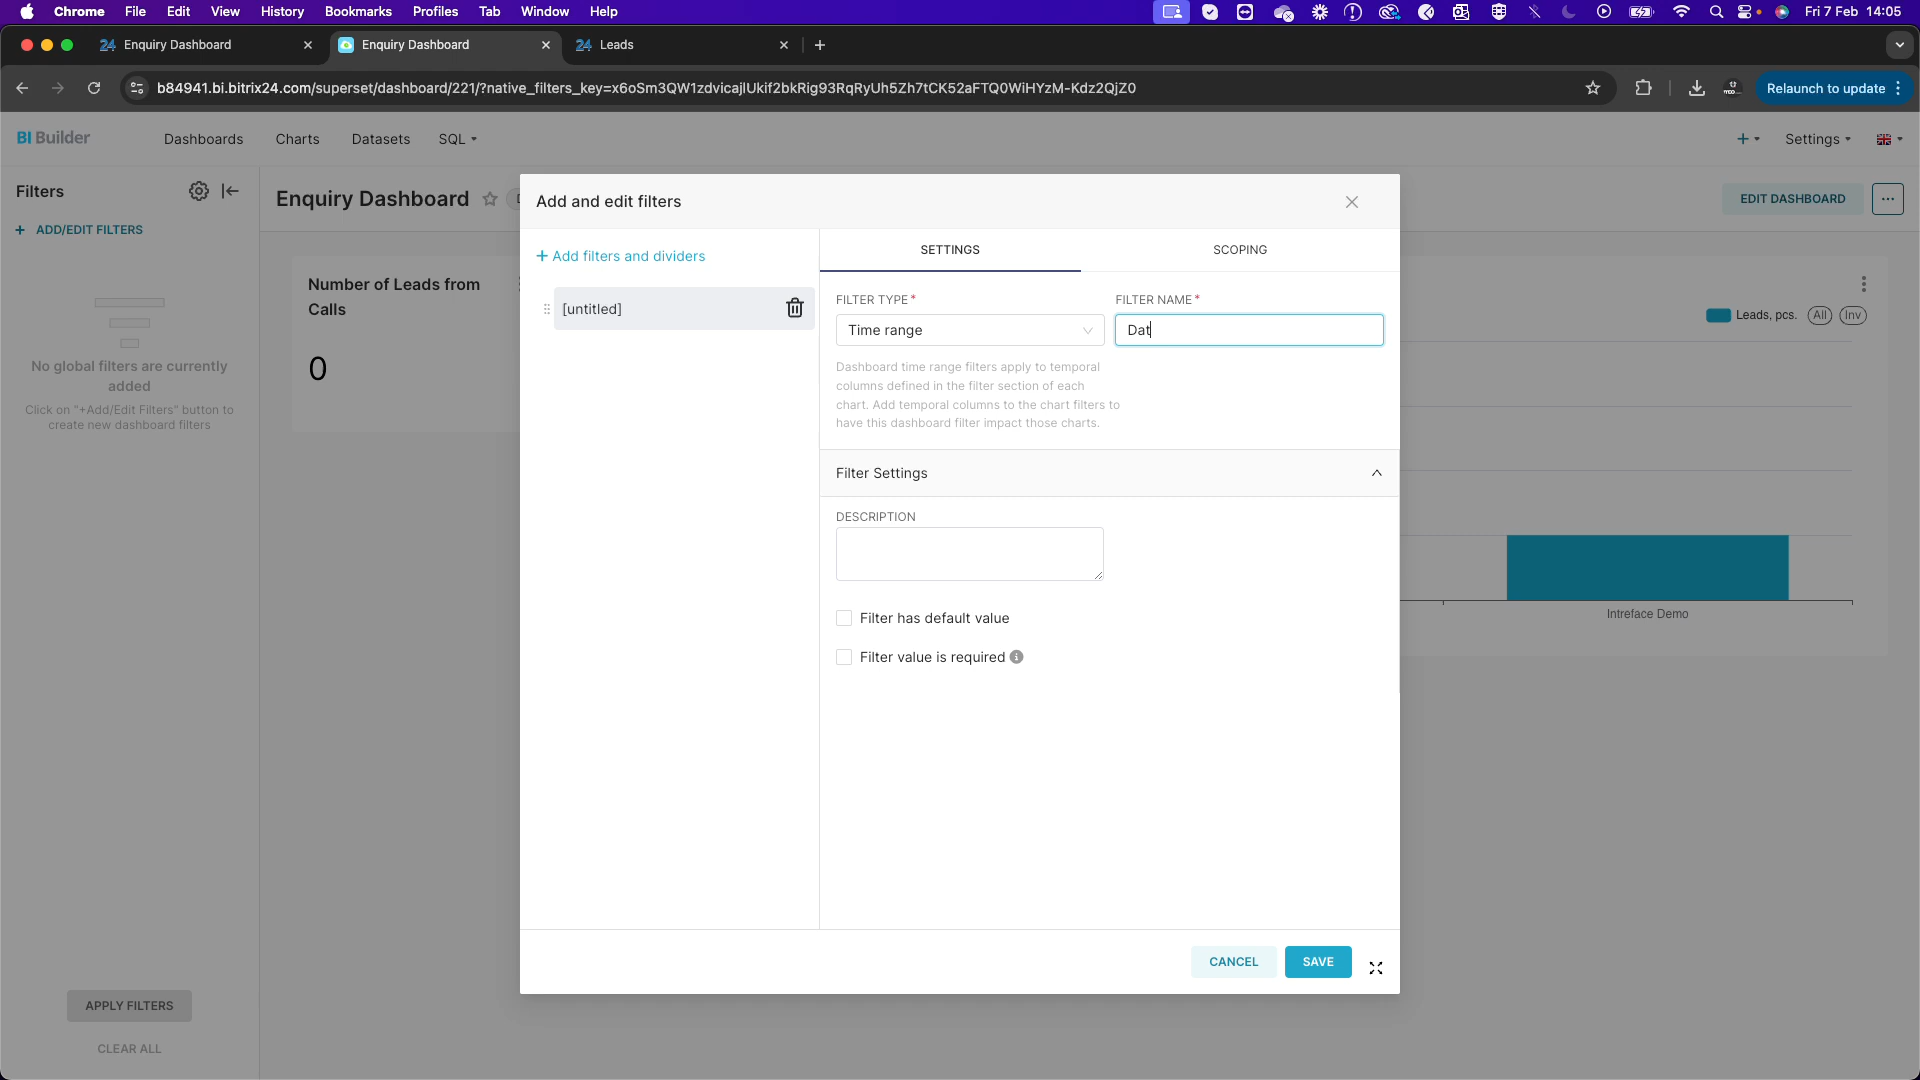 Chrome File Edit View History Bookmarks Profiles Tab Window Help Fri 7 Feb 14:05
24 Enquiry Dashboard Enquiry Dashboard 24 Leads
b84941.bi.bitrix24.com/superset/dashboard/221/?native_filters_key=x6oSm3QW1zdvicajlUkif2bkRig93RqRyUh5Zh7tCK52aFTQ0WiHYzM-Kdz2QjZ0 Relaunch to update
BI Builder Dashboards Charts Datasets SQL Settings
Filters
+ ADD/EDIT FILTERS
No global filters are currently
added
Click on "+Add/Edit Filters" button to
create new dashboard filters
APPLY FILTERS
CLEAR ALL
Enquiry Dashboard
EDIT DASHBOARD
Number of Leads from
Calls
0
Leads, pcs. All Inv
Intreface Demo
Add and edit filters
+ Add filters and dividers
[untitled]
SETTINGS SCOPING
FILTER TYPE* FILTER NAME*
Time range Dat
Dashboard time range filters apply to temporal
columns defined in the filter section of each
chart. Add temporal columns to the chart filters to
have this dashboard filter impact those charts.
Filter Settings
DESCRIPTION
Filter has default value
Filter value is required
CANCEL SAVE